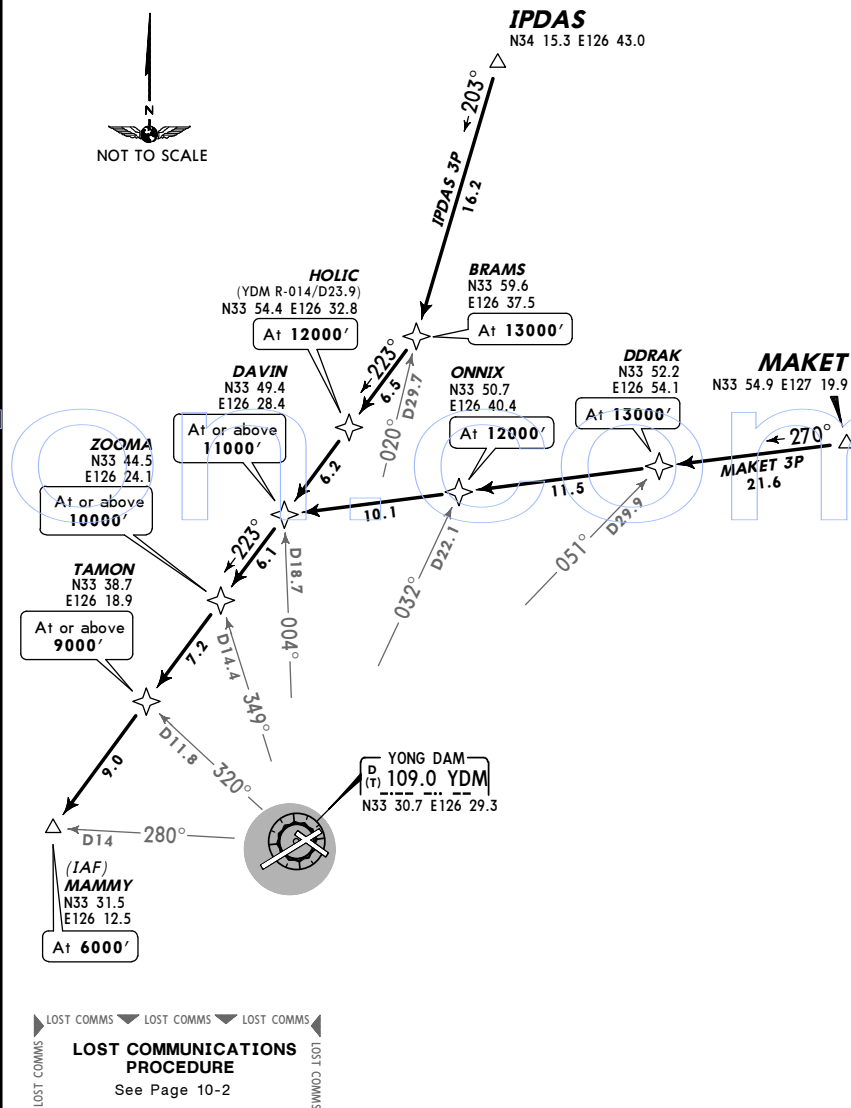 IPDAS
N34 15.3 E126 43.0
N
NOT TO SCALE
203°
IPDAS 3P
16.2
HOLIC
(YDM R-014/D23.9)
N33 54.4 E126 32.8
At 12000′
BRAMS
N33 59.6
E126 37.5
At 13000′
223°
6.5
D29.7
020°
DAVIN
N33 49.4
E126 28.4
At or above
11000′
ONNIX
N33 50.7
E126 40.4
At 12000′
DDRAK
N33 52.2
E126 54.1
At 13000′
MAKET
N33 54.9 E127 19.9
270°
MAKET 3P
21.6
ZOOMA
N33 44.5
E126 24.1
At or above
10000′
6.2
10.1
11.5
223°
6.1
D18.7
004°
D22.1
032°
D29.9
051°
TAMON
N33 38.7
E126 18.9
At or above
9000′
7.2
D14.4
349°
9.0
D11.8
320°
YONG DAM
D
(T) 109.0 YDM
N33 30.7 E126 29.3
D14
280°
(IAF)
MAMMY
N33 31.5
E126 12.5
At 6000′
LOST COMMS LOST COMMS LOST COMMS
LOST COMMS
LOST COMMUNICATIONS
PROCEDURE
See Page 10-2
LOST COMMS
on.com